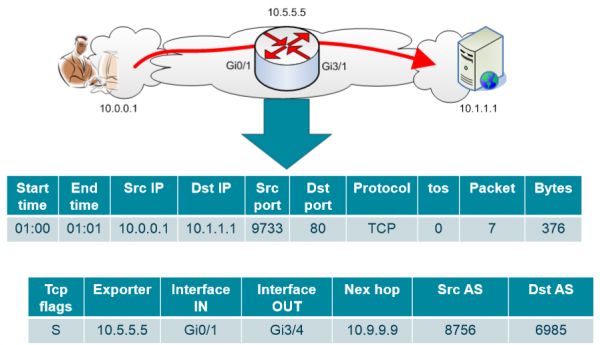 10.5.5.5
Gi0/1 Gi3/1
10.0.0.1 10.1.1.1
Start time End time Src IP Dst IP Src port Dst port Protocol tos Packet Bytes
01:00 01:01 10.0.0.1 10.1.1.1 9733 80 TCP 0 7 376
Tcp flags Exporter Interface IN Interface OUT Nex hop Src AS Dst AS
S 10.5.5.5 Gi0/1 Gi3/4 10.9.9.9 8756 6985